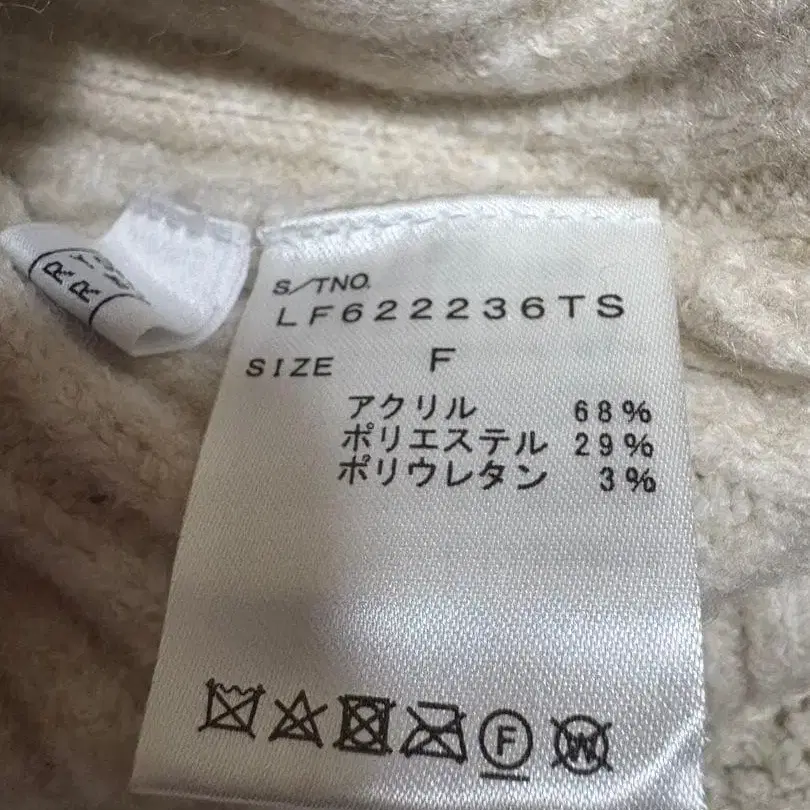 S/TNO.
LF622236TS
SIZE F
アクリル 68%
ポリエステル 29%
ポリウレタン 3%
F
W